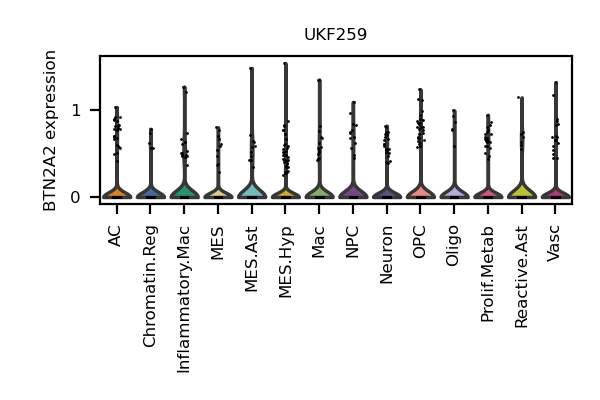 UKF259
BTN2A2 expression
1
0
AC
Chromatin.Reg
Inflammatory.Mac
MES
MES.Ast
MES.Hyp
Mac
NPC
Neuron
OPC
Oligo
Prolif.Metab
Reactive.Ast
Vasc